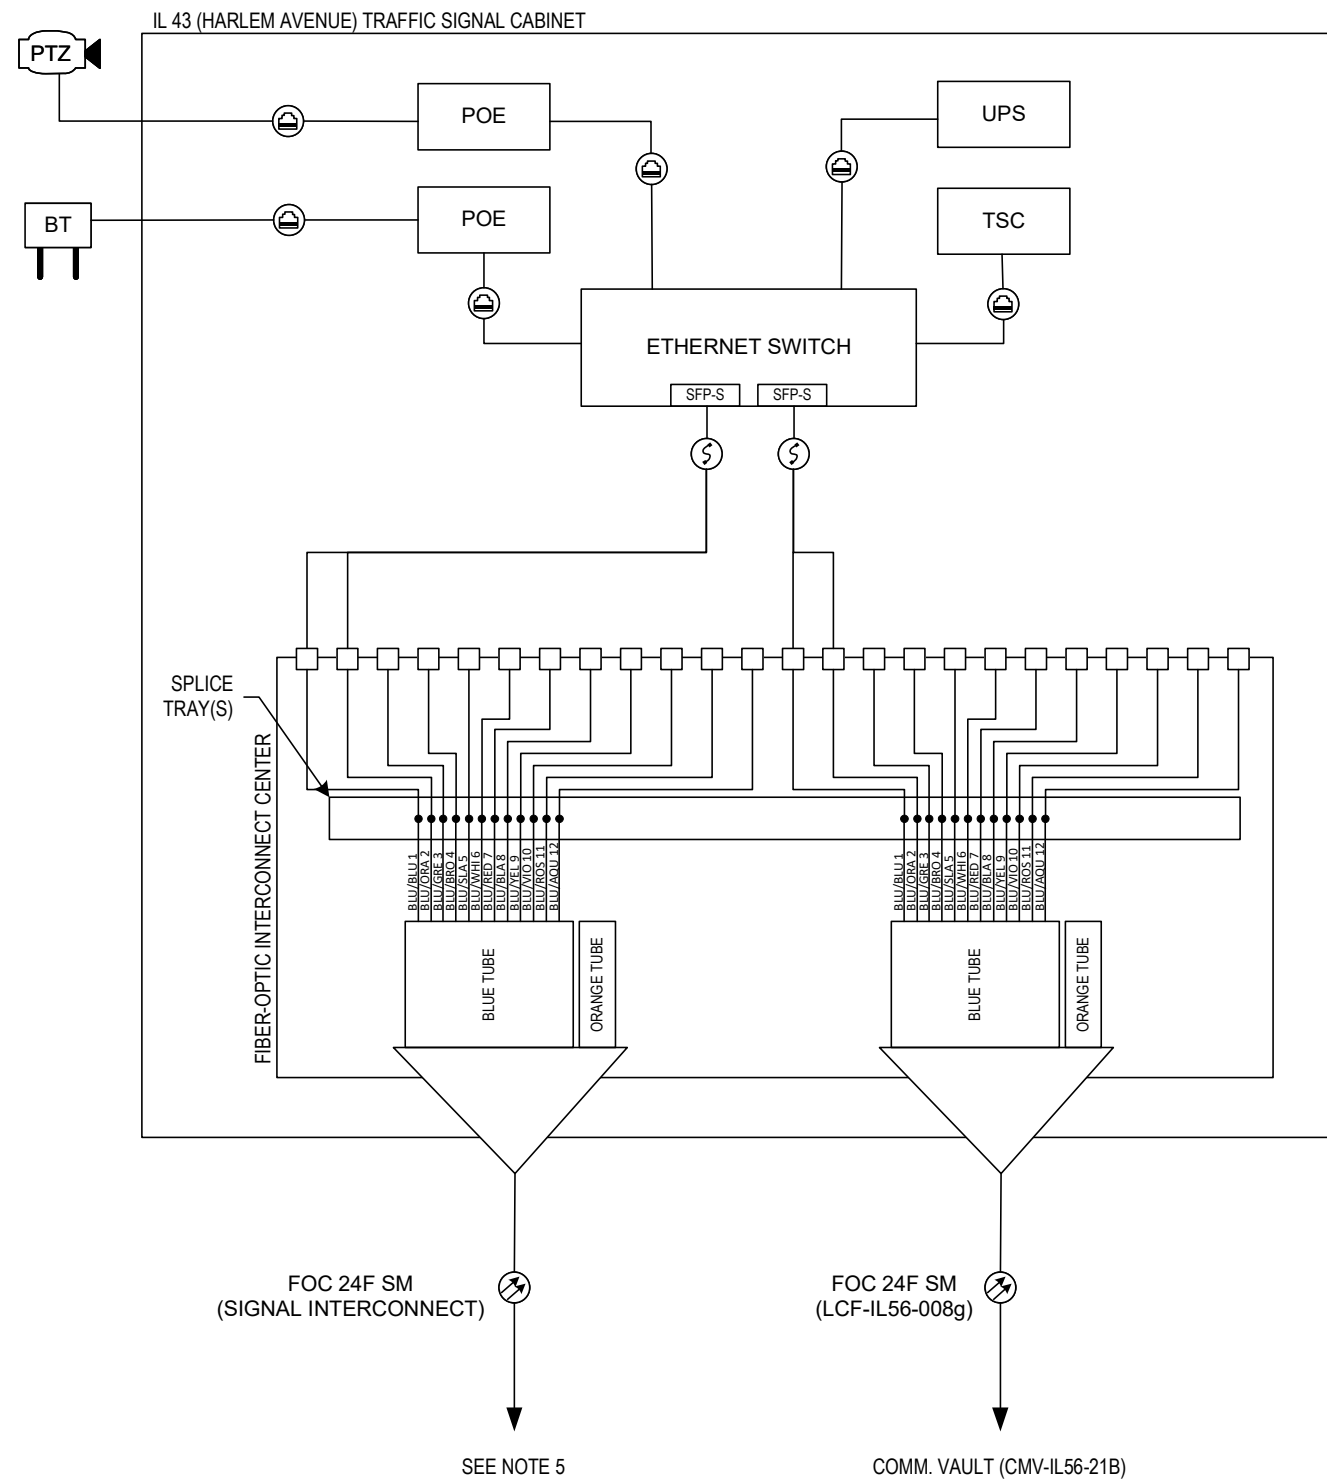 IL 43 (HARLEM AVENUE) TRAFFIC SIGNAL CABINET
PTZ
POE
UPS
BT
POE
TSC
ETHERNET SWITCH
SFP-S
SFP-S
SPLICE
TRAY(S)
FIBER-OPTIC INTERCONNECT CENTER
BLU/BLU 1
BLU/ORA 2
BLU/GRE 3
BLU/BRO 4
BLU/SLA 5
BLU/WHI 6
BLU/RED 7
BLU/BLA 8
BLU/YEL 9
BLU/VIO 10
BLU/ROS 11
BLU/AQU 12
BLU/BLU 1
BLU/ORA 2
BLU/GRE 3
BLU/BRO 4
BLU/SLA 5
BLU/WHI 6
BLU/RED 7
BLU/BLA 8
BLU/YEL 9
BLU/VIO 10
BLU/ROS 11
BLU/AQU 12
BLUE TUBE
ORANGE TUBE
BLUE TUBE
ORANGE TUBE
FOC 24F SM
(SIGNAL INTERCONNECT)
FOC 24F SM
(LCF-IL56-008g)
SEE NOTE 5
COMM. VAULT (CMV-IL56-21B)